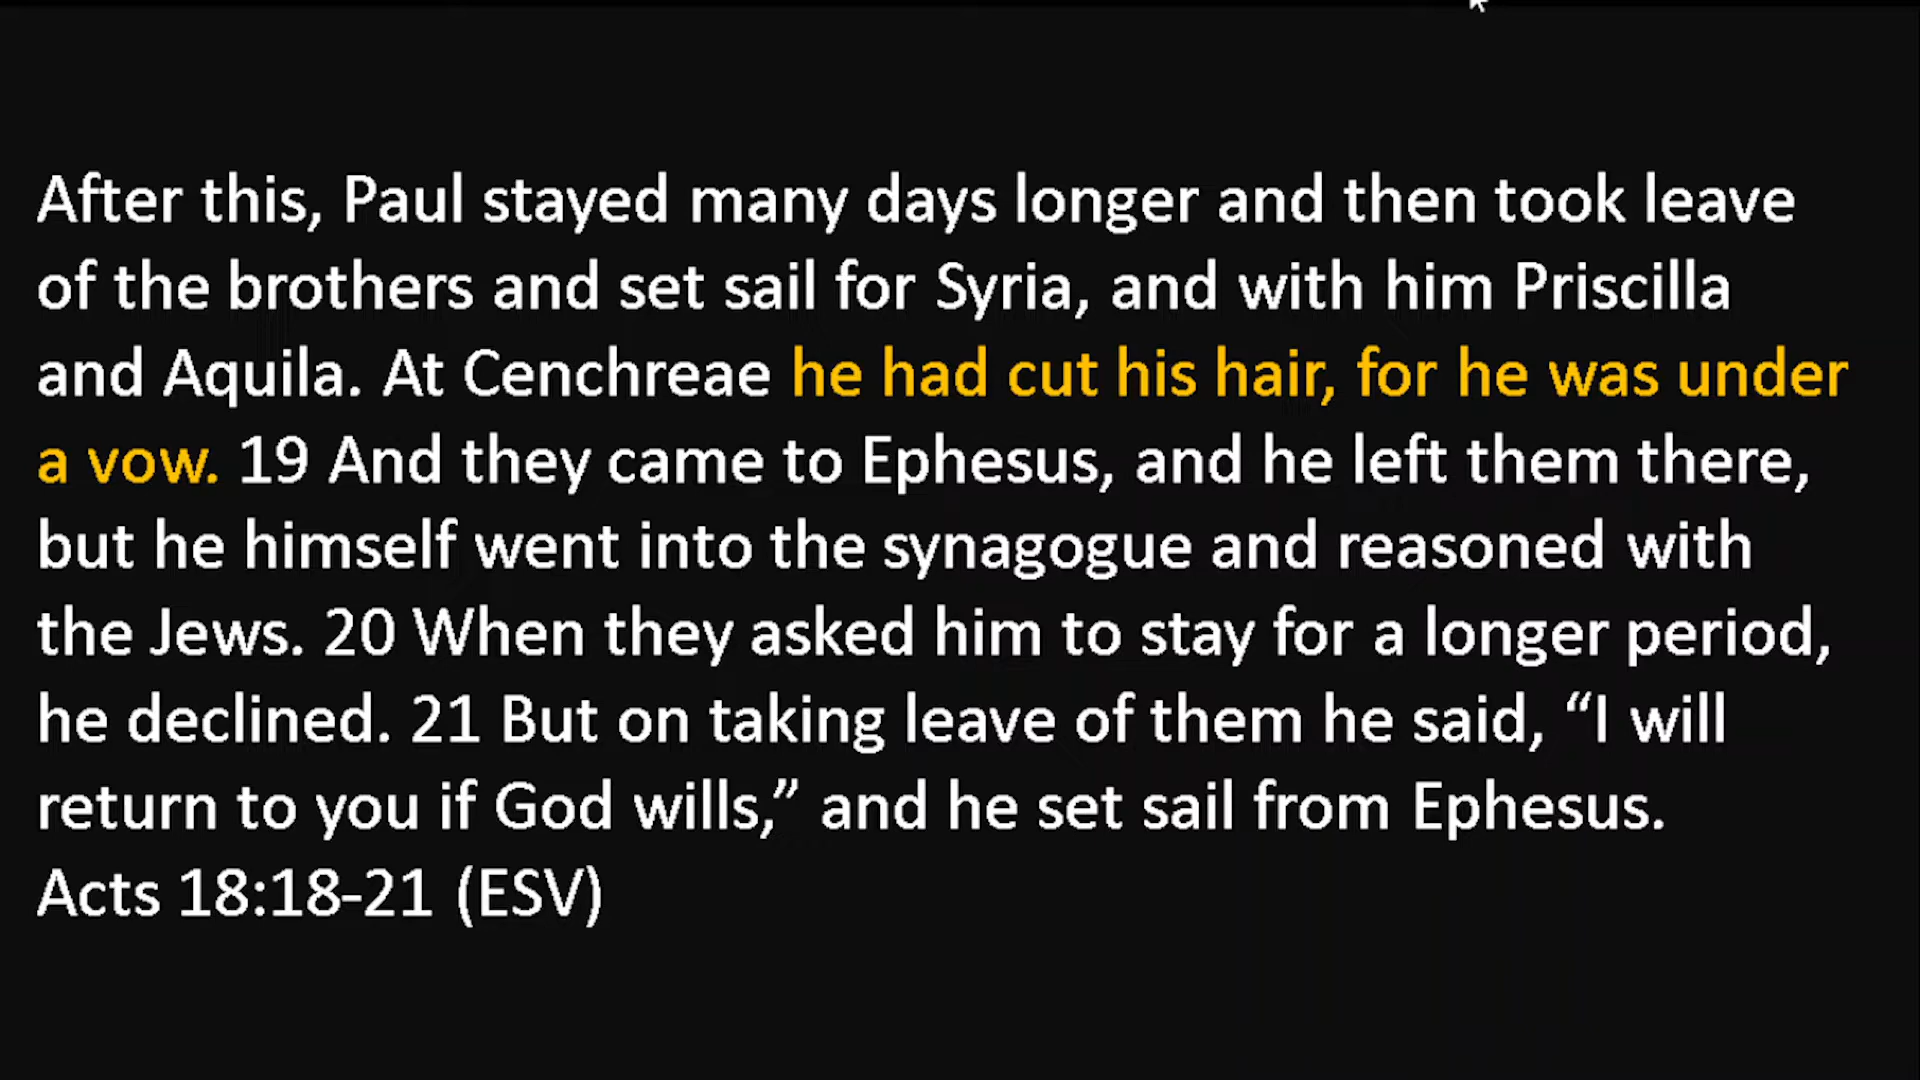 After this, Paul stayed many days longer and then took leave
of the brothers and set sail for Syria, and with him Priscilla
and Aquila. At Cenchreae he had cut his hair, for he was under
a vow. 19 And they came to Ephesus, and he left them there,
but he himself went into the synagogue and reasoned with
the Jews. 20 When they asked him to stay for a longer period,
he declined. 21 But on taking leave of them he said, “I will
return to you if God wills,” and he set sail from Ephesus.
Acts 18:18-21 (ESV)